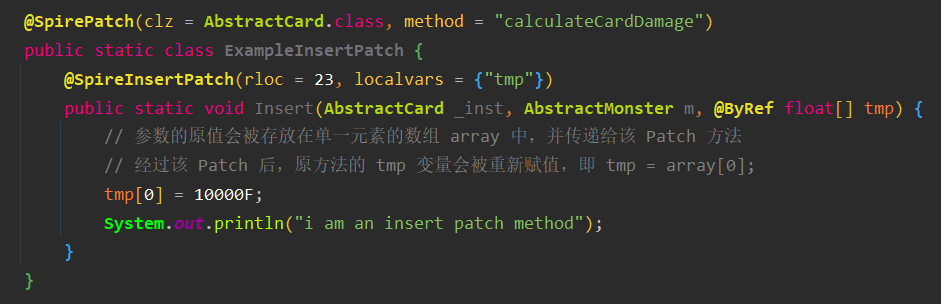 @SpirePatch(clz = AbstractCard.class, method = "calculateCardDamage")
public static class ExampleInsertPatch {
    @SpireInsertPatch(rloc = 23, localvars = {"tmp"})
    public static void Insert(AbstractCard _inst, AbstractMonster m, @ByRef float[] tmp) {
        // 参数的原值会被存放在单一元素的数组 array 中，并传递给该 Patch 方法
        // 经过该 Patch 后，原方法的 tmp 变量会被重新赋值，即 tmp = array[0];
        tmp[0] = 10000F;
        System.out.println("i am an insert patch method");
    }
}